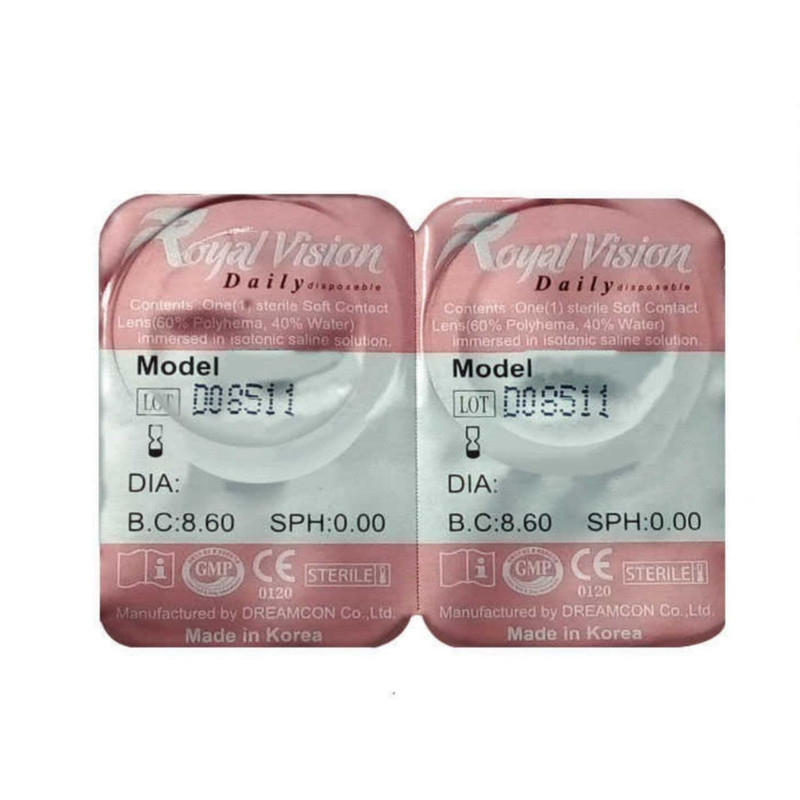 Royal Vision
Daily disposable
Contents :One(1) sterile Soft Contact
Lens(60% Polyhema, 40% Water)
immersed in isotonic saline solution.
Model
LOT D08511
DIA:
B.C:8.60 SPH:0.00
GMP CE 0120 STERILE
Manufactured by DREAMCON Co.,Ltd.
Made in Korea
Royal Vision
Daily disposable
Contents :One(1) sterile Soft Contact
Lens(60% Polyhema, 40% Water)
immersed in isotonic saline solution.
Model
LOT D08511
DIA:
B.C:8.60 SPH:0.00
GMP CE 0120 STERILE
Manufactured by DREAMCON Co.,Ltd.
Made in Korea